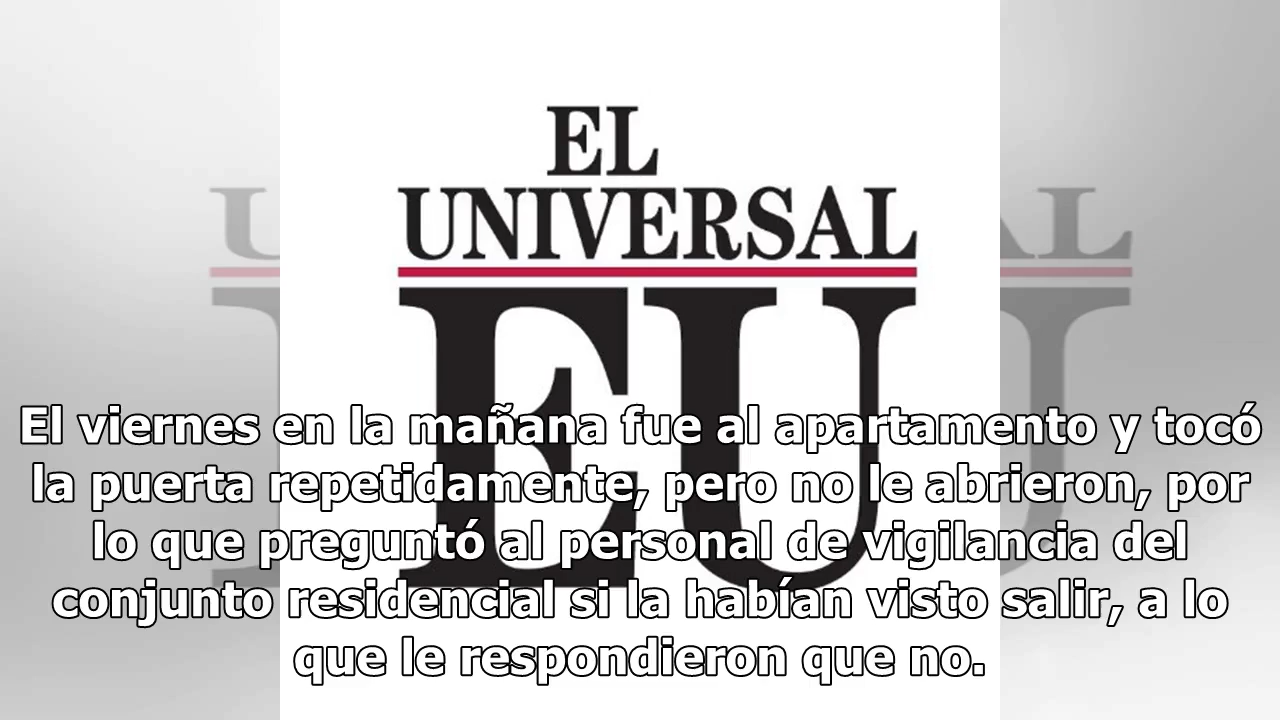 EL
UNIVERSAL
EU
El viernes en la mañana fue al apartamento y tocó
la puerta repetidamente, pero no le abrieron, por
lo que preguntó al personal de vigilancia del
conjunto residencial si la habían visto salir, a lo
que le respondieron que no.